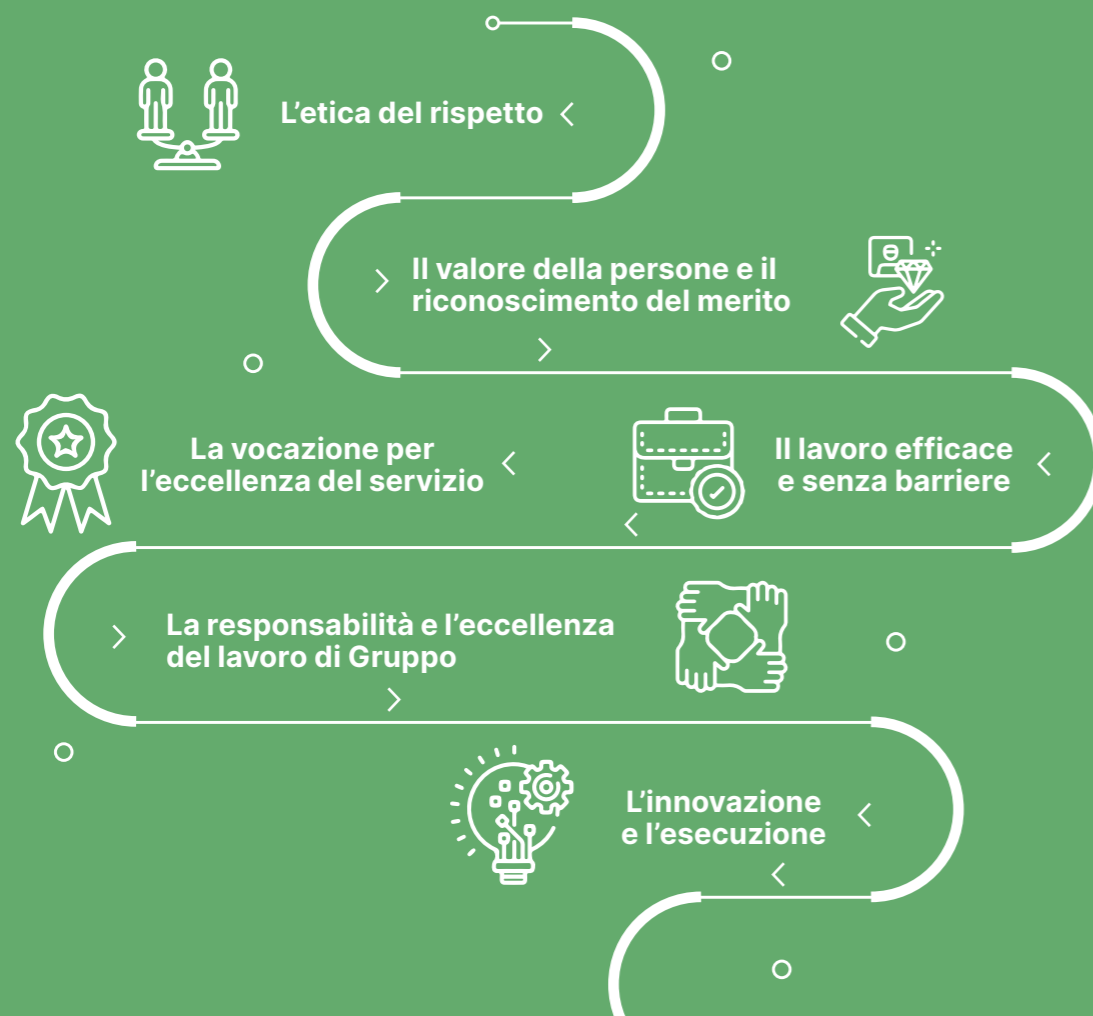 L’etica del rispetto
Il valore della persone e il
riconoscimento del merito
Il lavoro efficace
e senza barriere
La vocazione per
l’eccellenza del servizio
La responsabilità e l’eccellenza
del lavoro di Gruppo
L’innovazione
e l’esecuzione